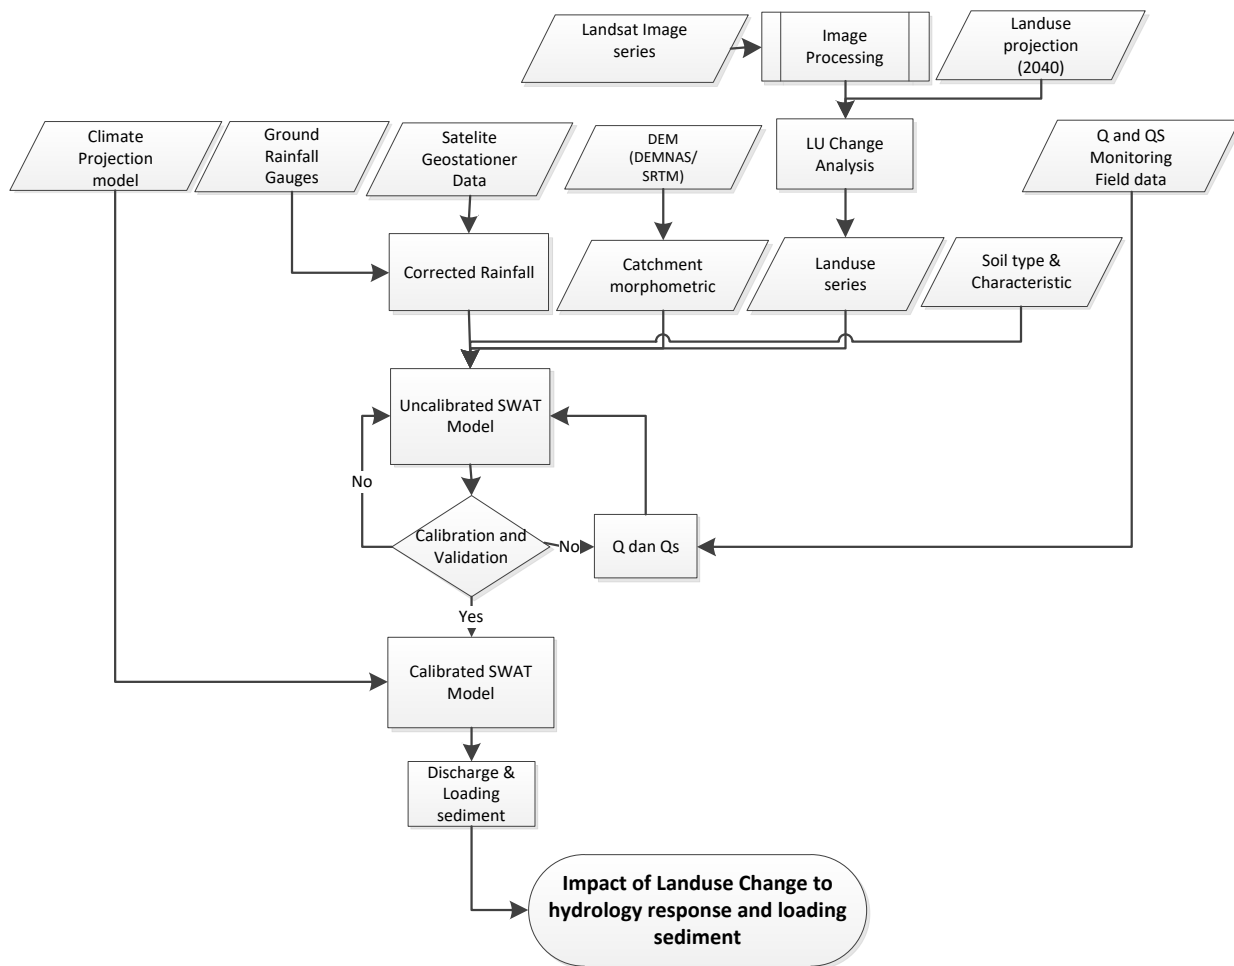 Landsat Image
series
Image
Processing
Landuse
projection
(2040)
Climate
Projection
model
Ground
Rainfall
Gauges
Satelite
Geostationer
Data
DEM
(DEMNAS/
SRTM)
LU Change
Analysis
Q and QS
Monitoring
Field data
Corrected Rainfall
Catchment
morphometric
Landuse
series
Soil type &
Characteristic
Uncalibrated SWAT
Model
No
Calibration and
Validation
No
Q dan Qs
Yes
Calibrated SWAT
Model
Discharge &
Loading
sediment
Impact of Landuse Change to
hydrology response and loading
sediment